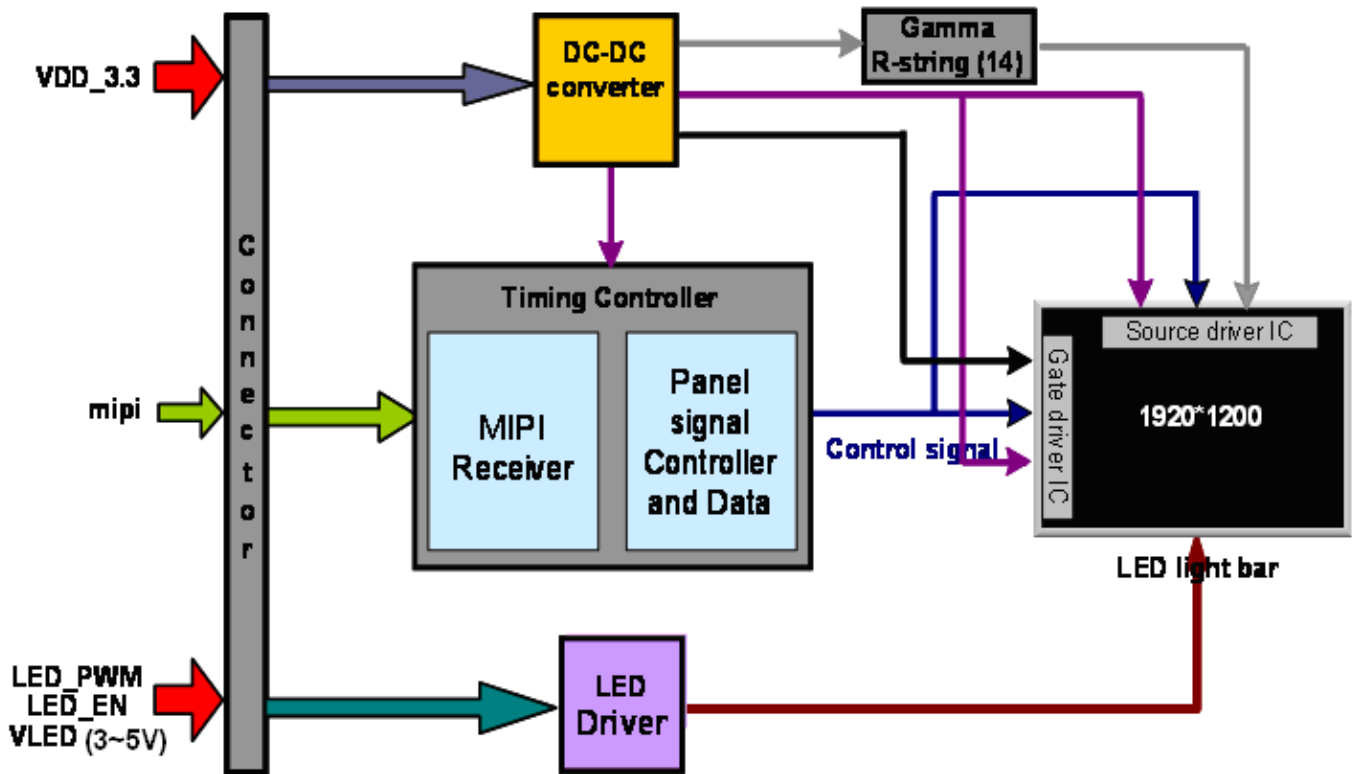 VDD_3.3
mipi
LED_PWM
LED_EN
VLED (3~5V)
Connector
DC-DC
converter
Gamma
R-string (14)
Timing Controller
MIPI
Receiver
Panel
signal
Controller
and Data
Control signal
Source driver IC
Gate driver IC
1920*1200
LED light bar
LED
Driver